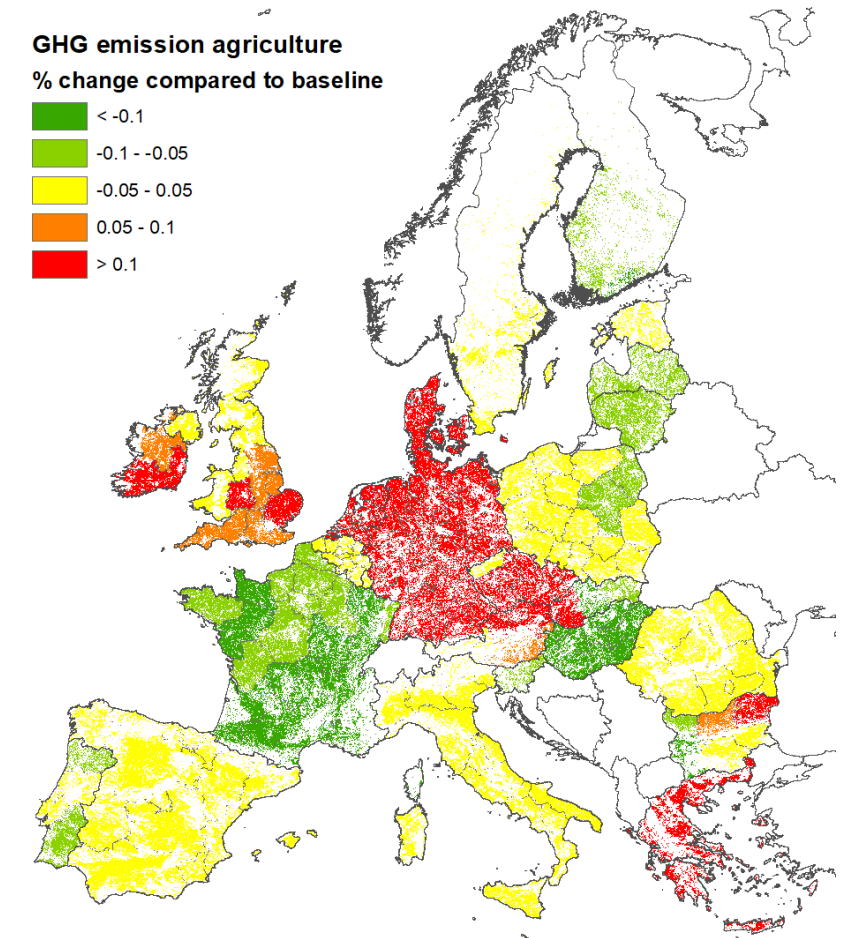 GHG emission agriculture
% change compared to baseline
< -0.1
-0.1 - -0.05
-0.05 - 0.05
0.05 - 0.1
> 0.1